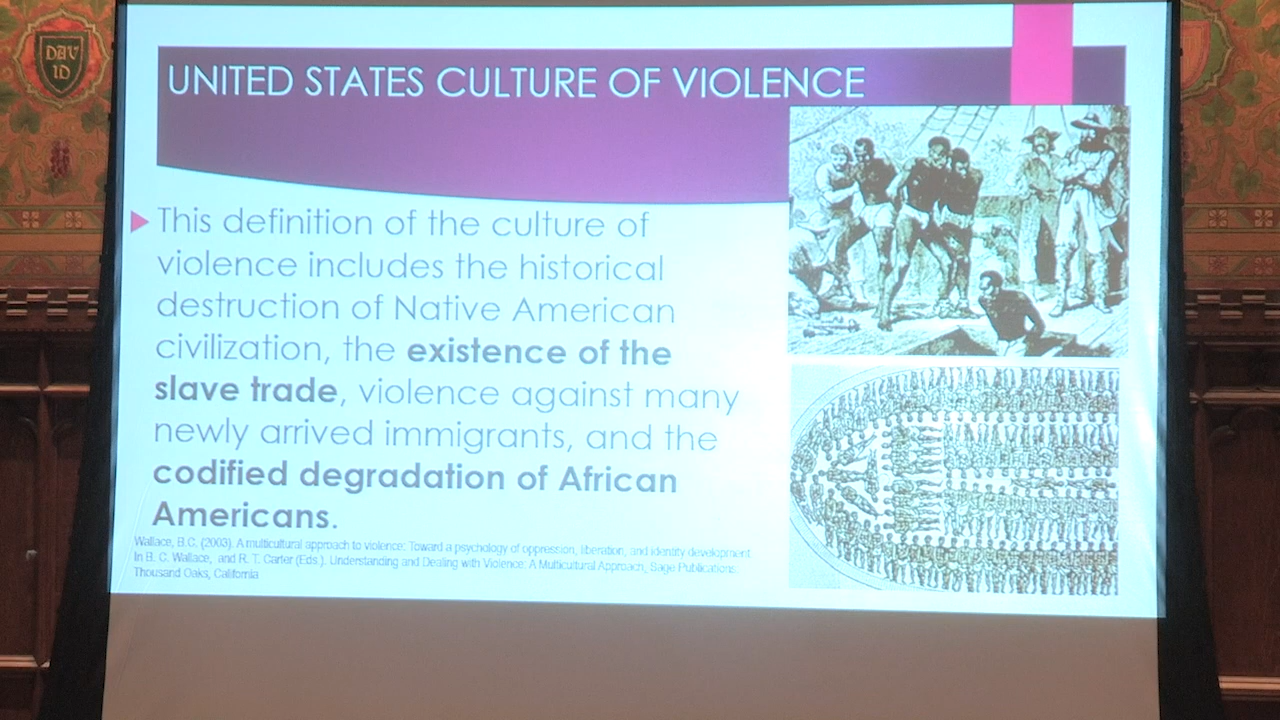 DAV
ID
UNITED STATES CULTURE OF VIOLENCE
This definition of the culture of
violence includes the historical
destruction of Native American
civilization, the existence of the
slave trade, violence against many
newly arrived immigrants, and the
codified degradation of African
Americans.
Wallace, B.C. (2003). A multicultural approach to violence: Toward a psychology of oppression, liberation, and identity development
In B. C. Wallace, and R. T. Carter (Eds.). Understanding and Dealing with Violence: A Multicultural Approach, Sage Publications:
Thousand Oaks, California